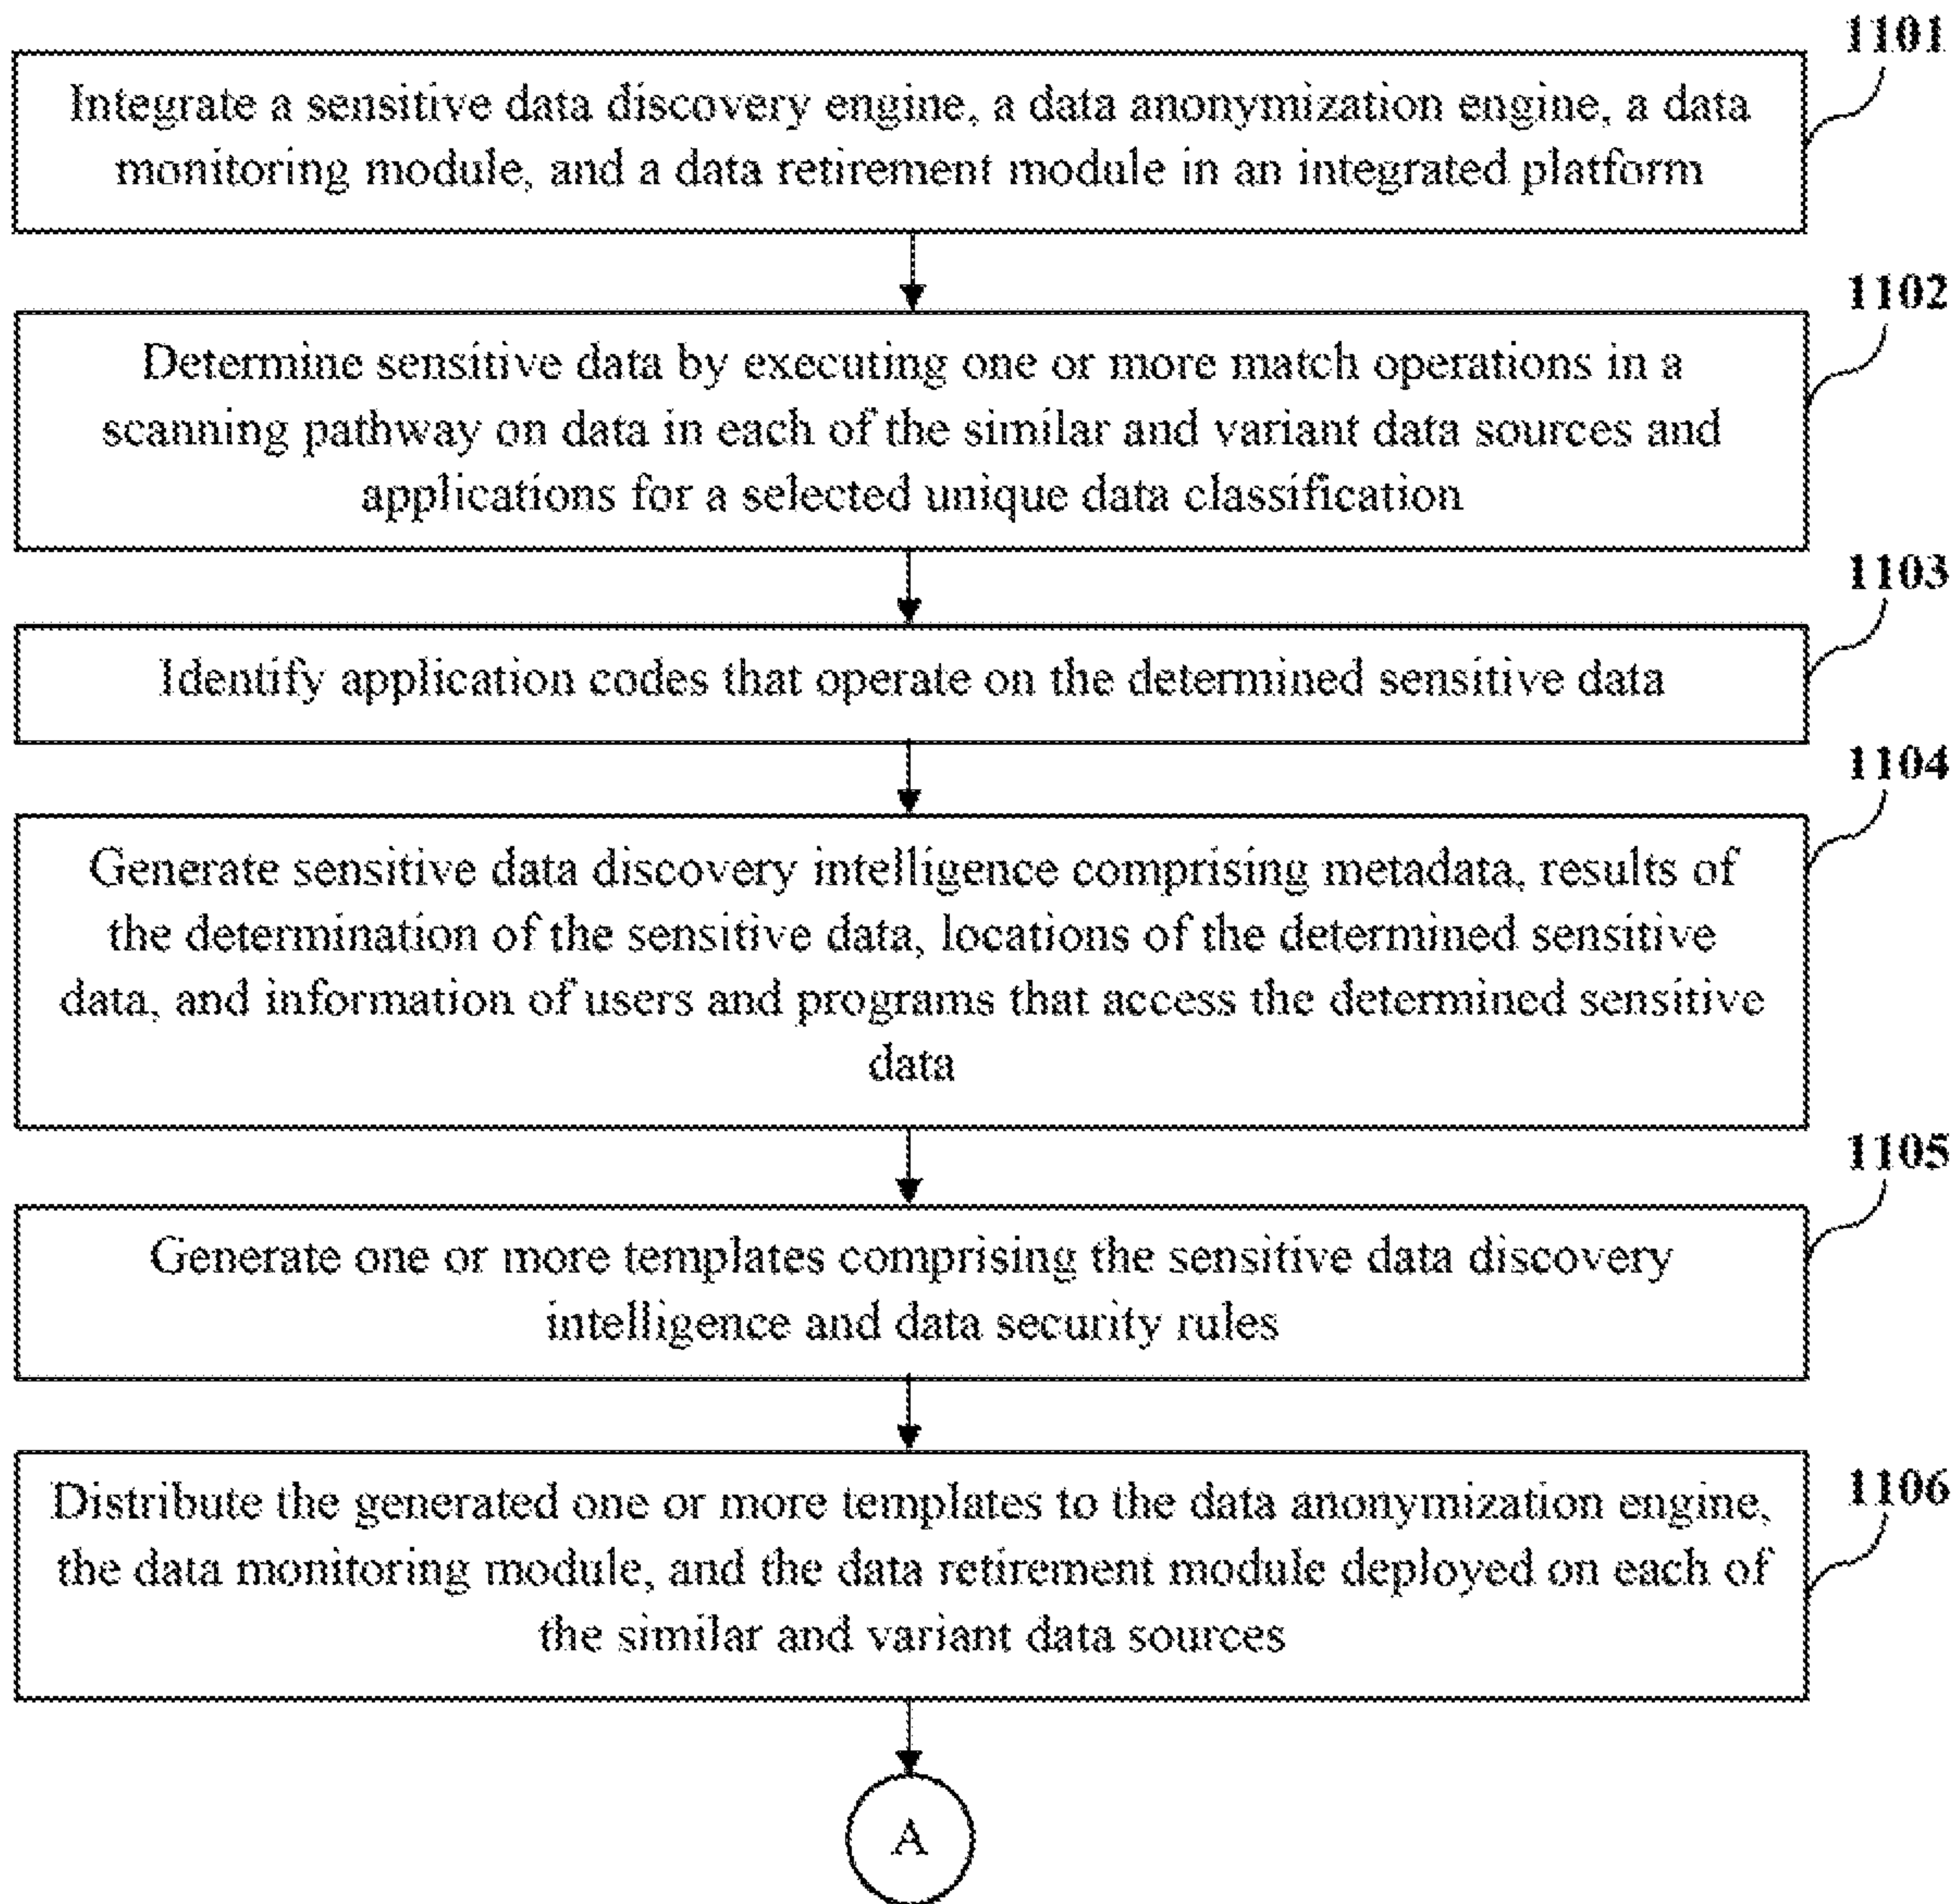 1101
Integrate a sensitive data discovery engine, a data anonymization engine, a data
monitoring module, and a data retirement module in an integrated platform
1102
Determine sensitive data by executing one or more match operations in a
scanning pathway on data in each of the similar and variant data sources and
applications for a selected unique data classification
1103
Identify application codes that operate on the determined sensitive data
1104
Generate sensitive data discovery intelligence comprising metadata, results of
the determination of the sensitive data, locations of the determined sensitive
data, and information of users and programs that access the determined sensitive
data
1105
Generate one or more templates comprising the sensitive data discovery
intelligence and data security rules
1106
Distribute the generated one or more templates to the data anonymization engine,
the data monitoring module, and the data retirement module deployed on each of
the similar and variant data sources
A